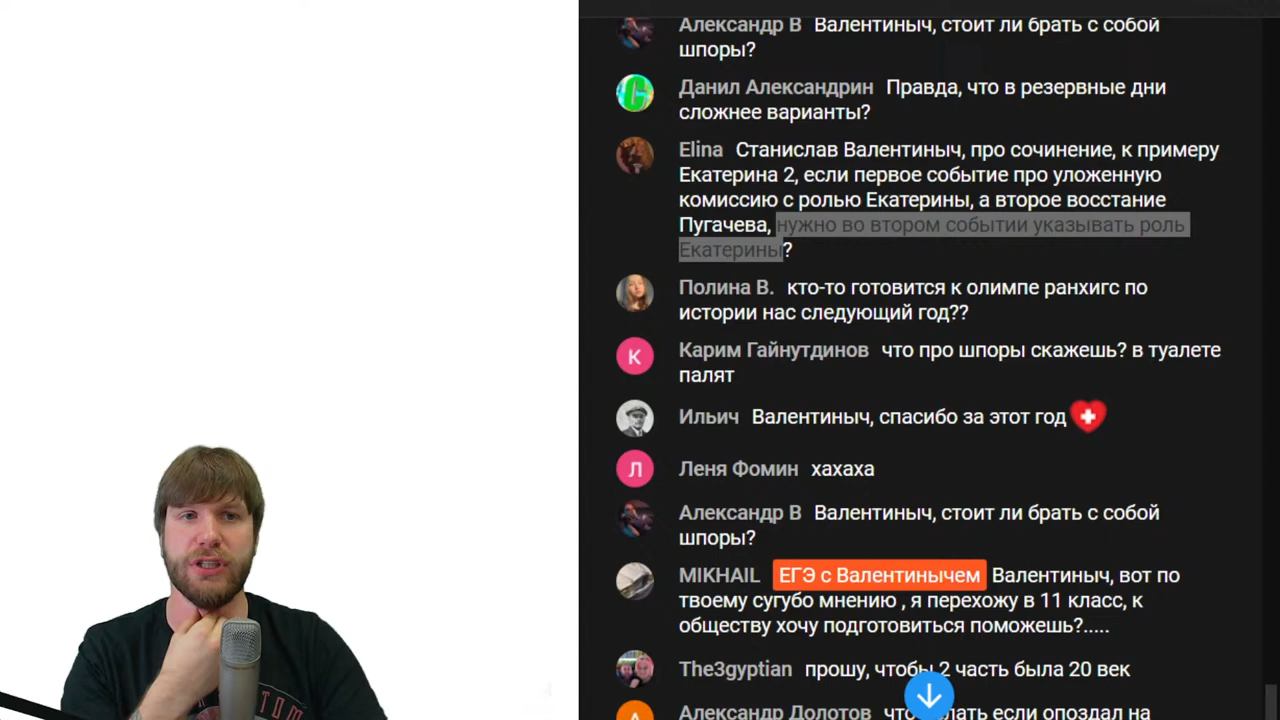 Александр В Валентиныч, стоит ли брать с собой
шпоры?
Данил Александрин Правда, что в резервные дни
сложнее варианты?
Elina Станислав Валентиныч, про сочинение, к примеру
Екатерина 2, если первое событие про уложенную
комиссию с ролью Екатерины, а второе восстание
Пугачева, нужно во втором событии указывать роль
Екатерины?
Полина В. кто-то готовится к олимпе ранхигс по
истории нас следующий год??
К
Карим Гайнутдинов что про шпоры скажешь? в туалете
палят
Ильич Валентиныч, спасибо за этот год
Л
Леня Фомин хахаха
Александр В Валентиныч, стоит ли брать с собой
шпоры?
MIKHAIL ЕГЭ с Валентинычем Валентиныч, вот по
твоему сугубо мнению , я перехожу в 11 класс, к
обществу хочу подготовиться поможешь?.....
The3gyptian прошу, чтобы 2 часть была 20 век
Александр Долотов если опоздал на